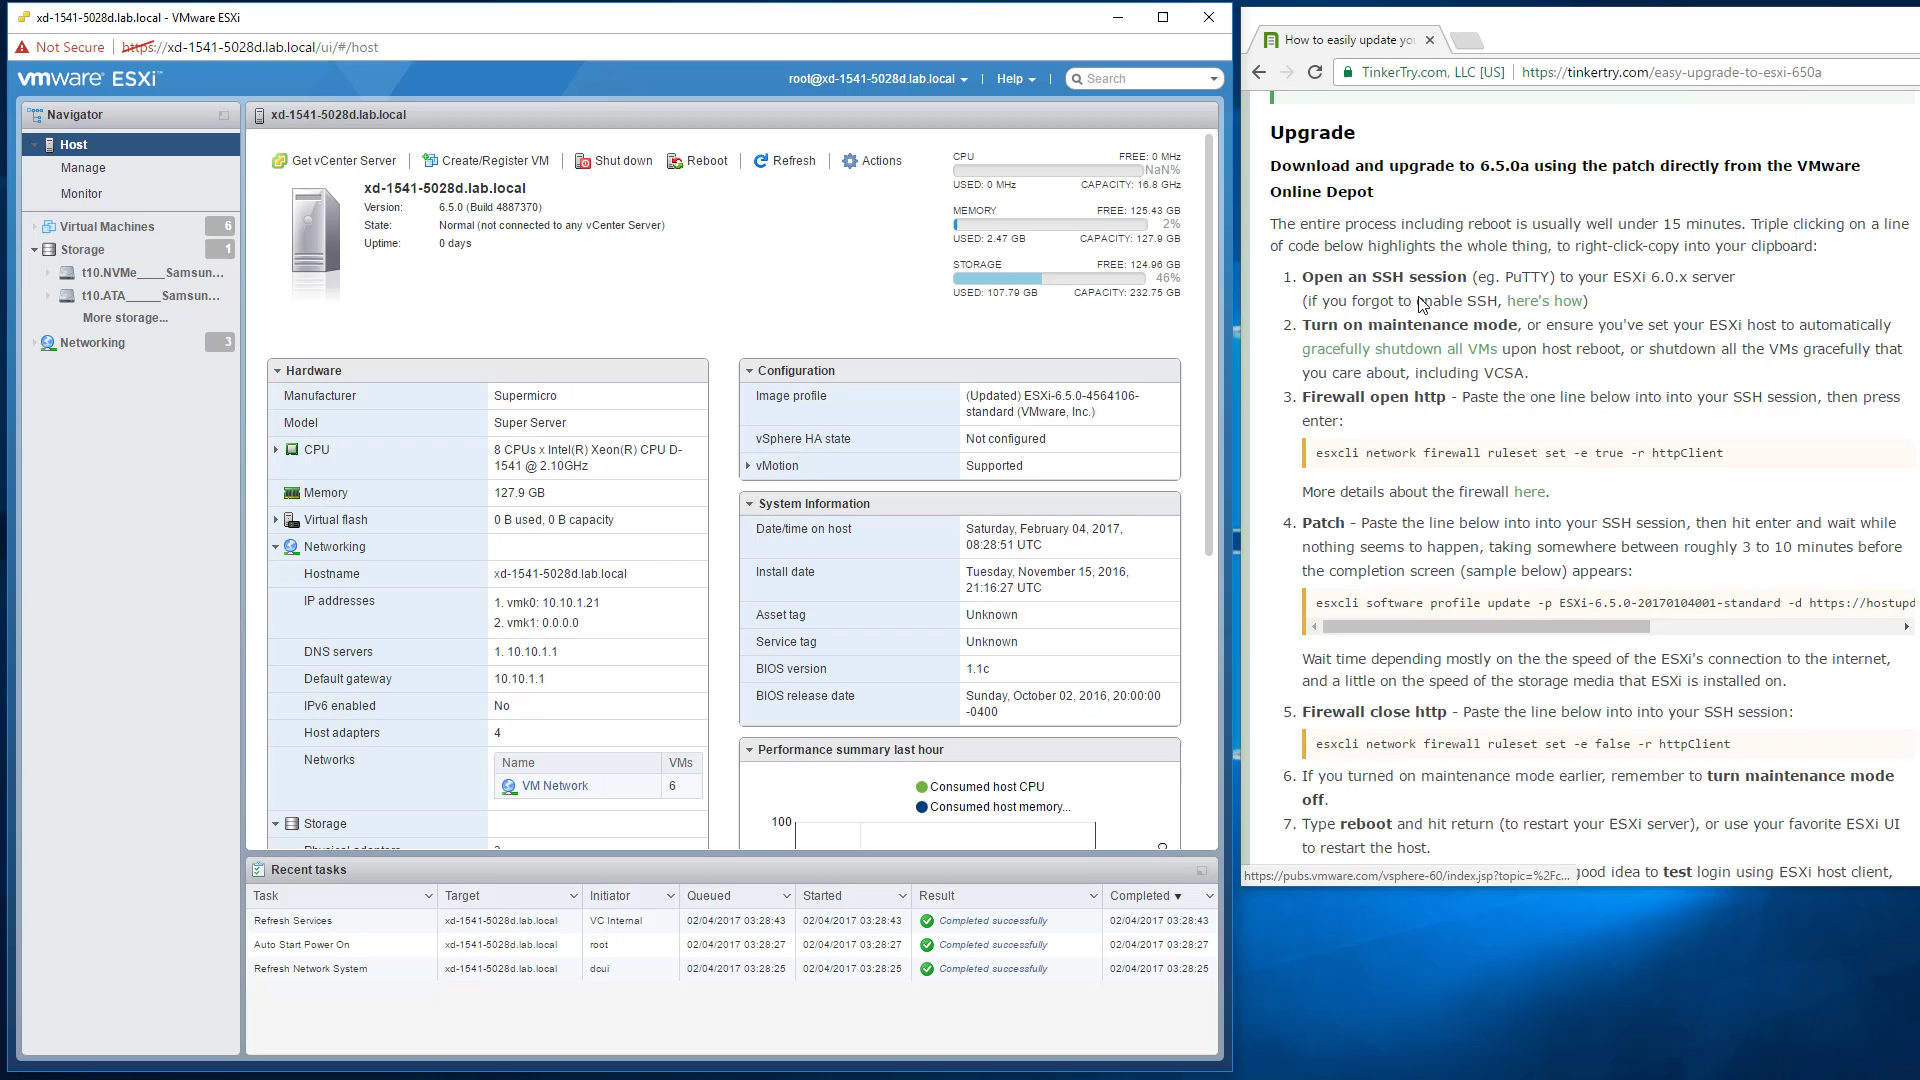 xd-1541-5028d.lab.local - VMware ESXi
Not Secure | https://xd-1541-5028d.lab.local/ui/#/host
vmware ESXi
root@xd-1541-5028d.lab.local | Help | Search
Navigator
Host
Manage
Monitor
Virtual Machines 6
Storage 1
t10.NVMe____Samsun...
t10.ATA_____Samsun...
More storage...
Networking 3
xd-1541-5028d.lab.local
Get vCenter Server | Create/Register VM | Shut down Reboot | Refresh | Actions
xd-1541-5028d.lab.local
Version: 6.5.0 (Build 4887370)
State: Normal (not connected to any vCenter Server)
Uptime: 0 days
CPU FREE: 0 MHz
NaN%
USED: 0 MHz CAPACITY: 16.8 GHz
MEMORY FREE: 125.43 GB
2%
USED: 2.47 GB CAPACITY: 127.9 GB
STORAGE FREE: 124.96 GB
46%
USED: 107.79 GB CAPACITY: 232.75 GB
Hardware
Manufacturer Supermicro
Model Super Server
CPU 8 CPUs x Intel(R) Xeon(R) CPU D-
1541 @ 2.10GHz
Memory 127.9 GB
Virtual flash 0 B used, 0 B capacity
Networking
Hostname xd-1541-5028d.lab.local
IP addresses 1. vmk0: 10.10.1.21
2. vmk1: 0.0.0.0
DNS servers 1. 10.10.1.1
Default gateway 10.10.1.1
IPv6 enabled No
Host adapters 4
Networks Name VMs
VM Network 6
Storage
Configuration
Image profile (Updated) ESXi-6.5.0-4564106-
standard (VMware, Inc.)
vSphere HA state Not configured
vMotion Supported
System Information
Date/time on host Saturday, February 04, 2017,
08:28:51 UTC
Install date Tuesday, November 15, 2016,
21:16:27 UTC
Asset tag Unknown
Service tag Unknown
BIOS version 1.1c
BIOS release date Sunday, October 02, 2016, 20:00:00
-0400
Performance summary last hour
Consumed host CPU
Consumed host memory...
100
Recent tasks
Task Target Initiator Queued Started Result Completed
Refresh Services xd-1541-5028d.lab.local VC Internal 02/04/2017 03:28:43 02/04/2017 03:28:43 Completed successfully 02/04/2017 03:28:43
Auto Start Power On xd-1541-5028d.lab.local root 02/04/2017 03:28:27 02/04/2017 03:28:27 Completed successfully 02/04/2017 03:28:27
Refresh Network System xd-1541-5028d.lab.local dcui 02/04/2017 03:28:25 02/04/2017 03:28:25 Completed successfully 02/04/2017 03:28:25
How to easily update yo
TinkerTry.com, LLC [US] | https://tinkertry.com/easy-upgrade-to-esxi-650a
Upgrade
Download and upgrade to 6.5.0a using the patch directly from the VMware
Online Depot
The entire process including reboot is usually well under 15 minutes. Triple clicking on a line
of code below highlights the whole thing, to right-click-copy into your clipboard:
1. Open an SSH session (eg. PuTTY) to your ESXi 6.0.x server
(if you forgot to enable SSH, here's how)
2. Turn on maintenance mode, or ensure you've set your ESXi host to automatically
gracefully shutdown all VMs upon host reboot, or shutdown all the VMs gracefully that
you care about, including VCSA.
3. Firewall open http - Paste the one line below into into your SSH session, then press
enter:
esxcli network firewall ruleset set -e true -r httpClient
More details about the firewall here.
4. Patch - Paste the line below into into your SSH session, then hit enter and wait while
nothing seems to happen, taking somewhere between roughly 3 to 10 minutes before
the completion screen (sample below) appears:
esxcli software profile update -p ESXi-6.5.0-20170104001-standard -d https://hostupd
Wait time depending mostly on the the speed of the ESXi's connection to the internet,
and a little on the speed of the storage media that ESXi is installed on.
5. Firewall close http - Paste the line below into into your SSH session:
esxcli network firewall ruleset set -e false -r httpClient
6. If you turned on maintenance mode earlier, remember to turn maintenance mode
off.
7. Type reboot and hit return (to restart your ESXi server), or use your favorite ESXi UI
to restart the host.
good idea to test login using ESXi host client,
https://pubs.vmware.com/vsphere-60/index.jsp?topic=%2Fc...